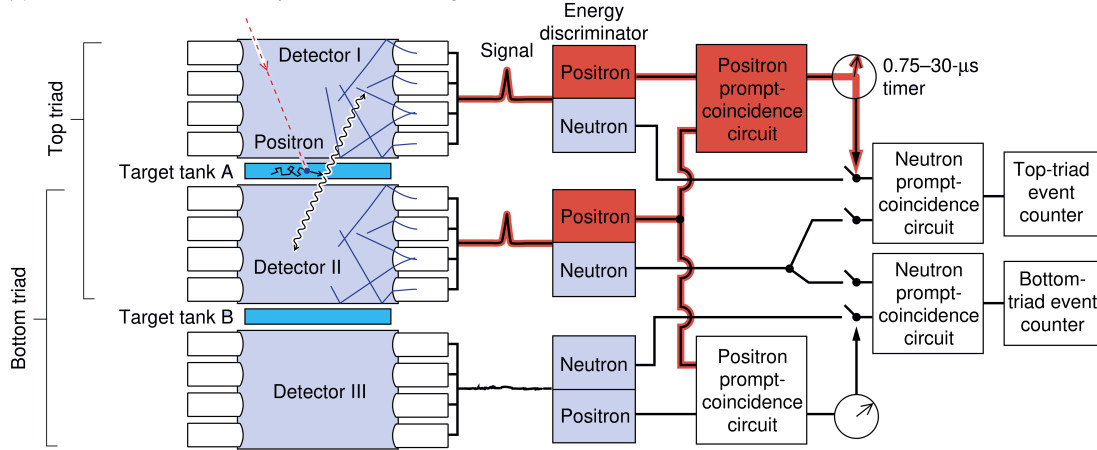 Energy
discriminator
Signal
Detector I
Positron
Positron
prompt-
coincidence
circuit
0.75–30-μs
timer
Neutron
Top triad
Positron
Target tank A
Neutron
prompt-
coincidence
circuit
Top-triad
event
counter
Positron
Neutron
Detector II
Bottom triad
Target tank B
Neutron
prompt-
coincidence
circuit
Bottom-
triad event
counter
Detector III
Neutron
Positron
Positron
prompt-
coincidence
circuit